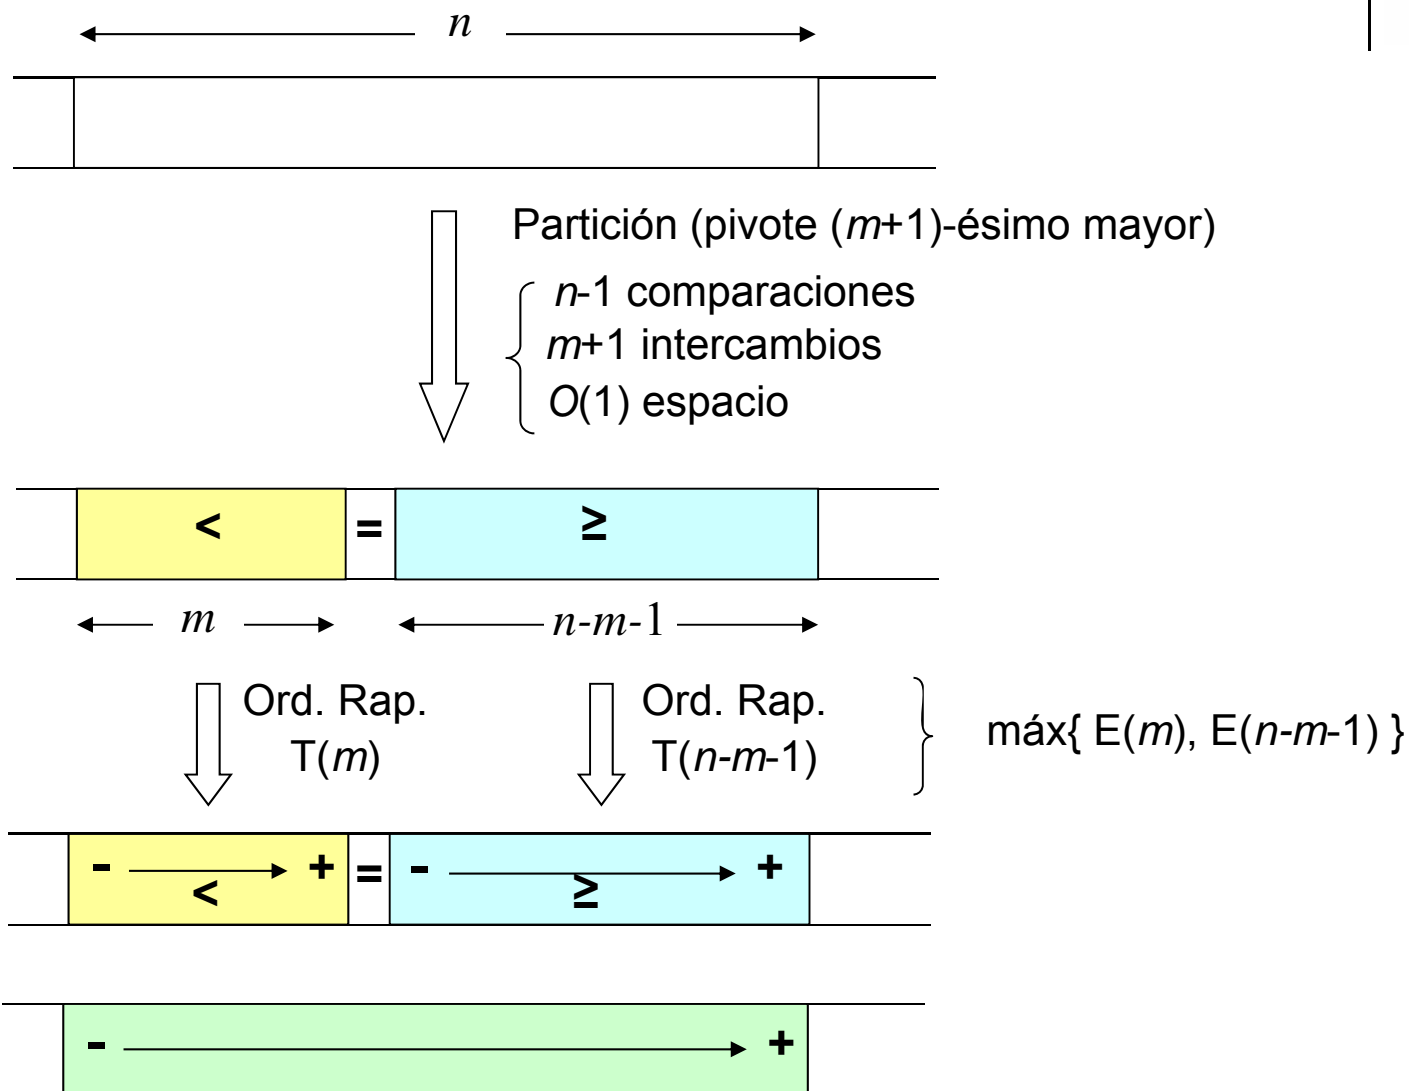 n
Partición (pivote (m+1)-ésimo mayor)
n-1 comparaciones
m+1 intercambios
O(1) espacio
< = ≥
m n-m-1
Ord. Rap. Ord. Rap.
T(m) T(n-m-1) máx{ E(m), E(n-m-1) }
- + = - +
< ≥
- +